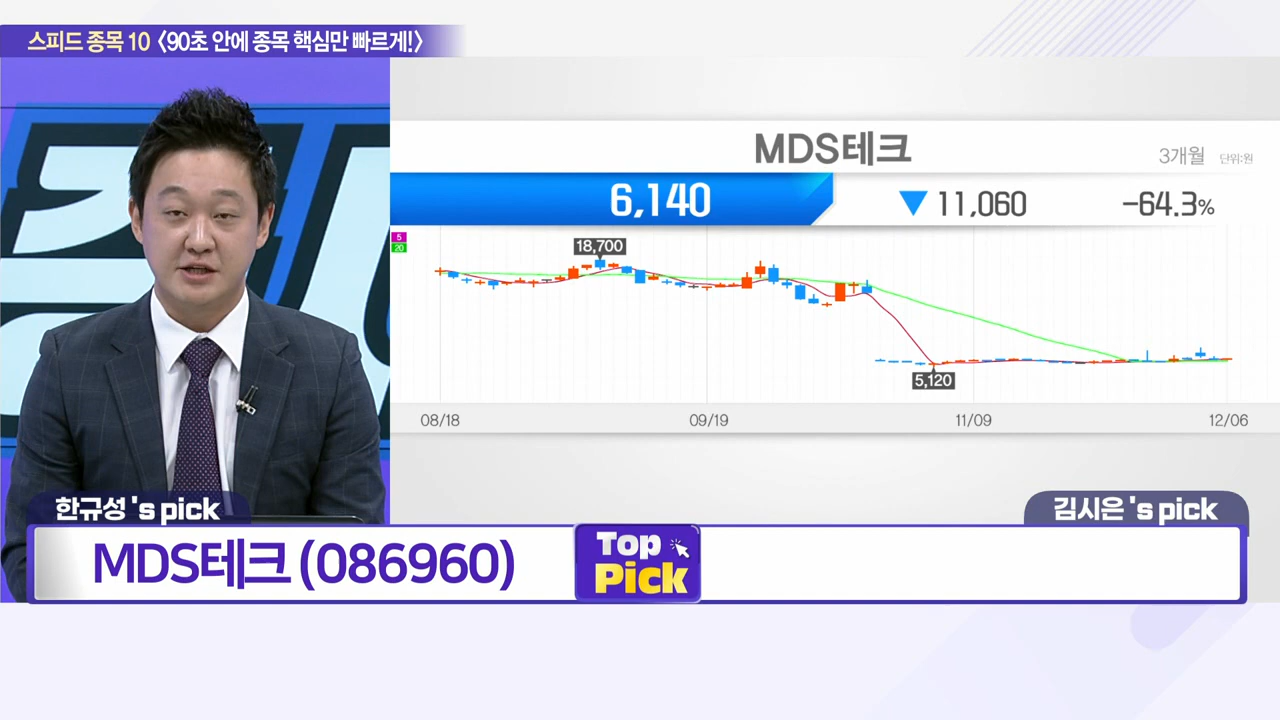 스피드 종목 10 〈90초 안에 종목 핵심만 빠르게!〉
MDS테크
3개월 단위:원
6,140 ▼ 11,060 -64.3%
5
20
18,700
5,120
08/18 09/19 11/09 12/06
한규성 's pick
김시은 's pick
MDS테크 (086960)
Top
Pick